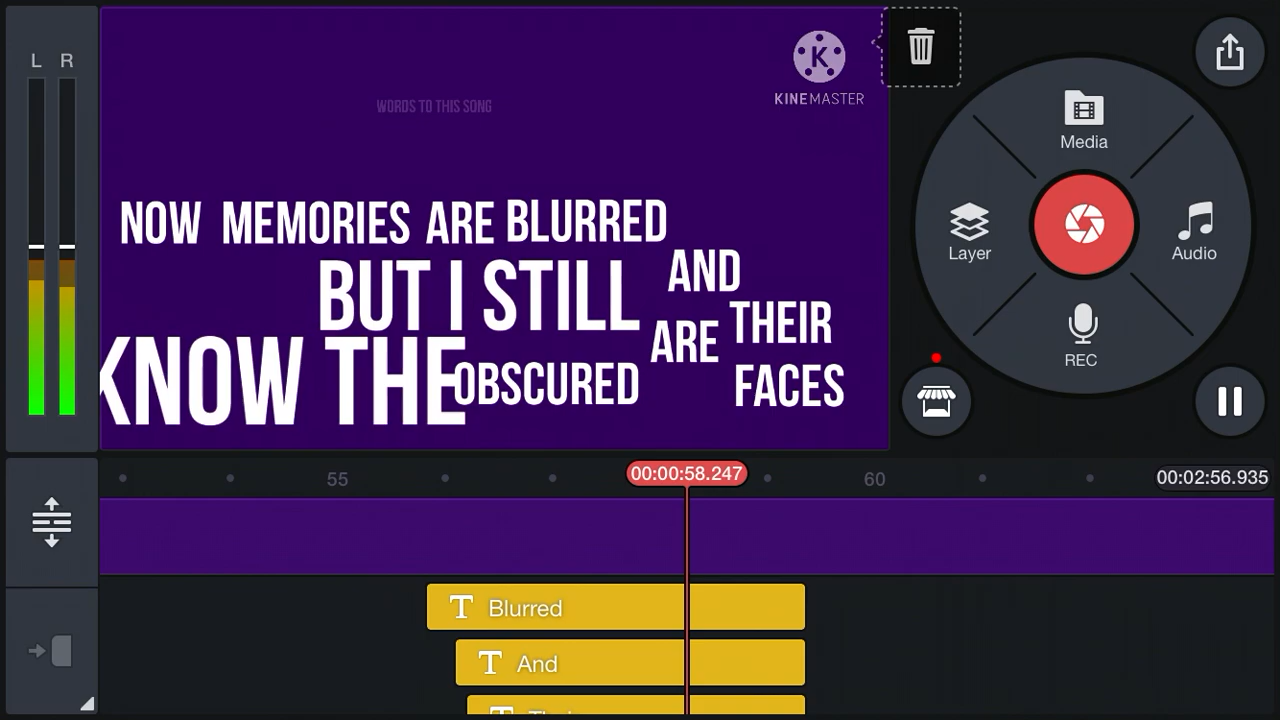 L R
WORDS TO THIS SONG
K
KINEMASTER
NOW MEMORIES ARE BLURRED
AND
BUT I STILL
THEIR
ARE
KNOW THE
OBSCURED
FACES
Media
Layer
Audio
REC
55
00:00:58.247
60
00:02:56.935
T Blurred
T And